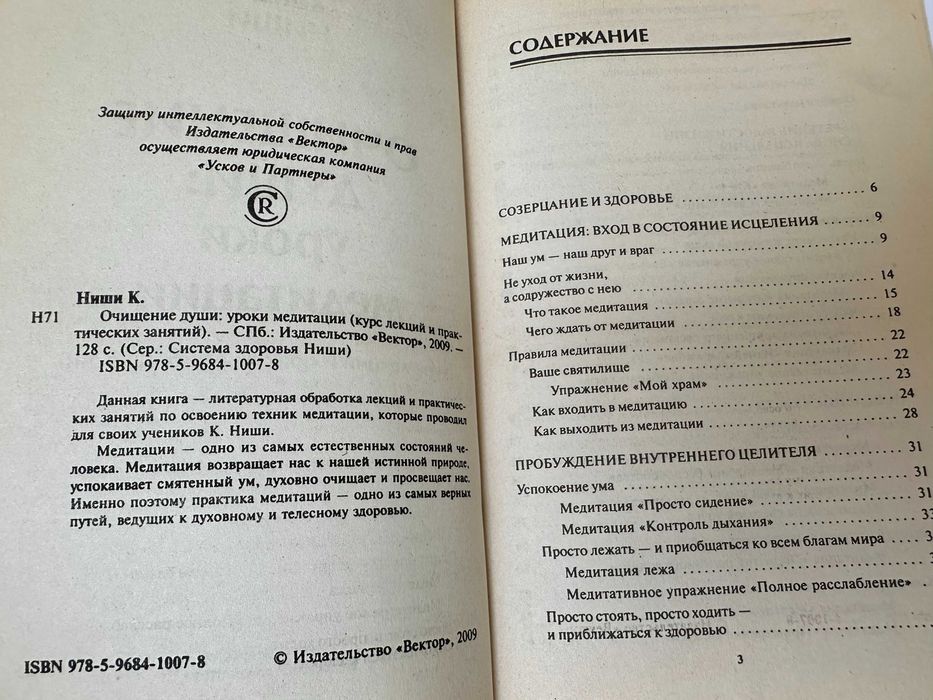 Защиту интеллектуальной собственности и прав
Издательства «Вектор»
осуществляет юридическая компания
«Усков и Партнеры»
CR
Ниши К.
Н71 Очищение души: уроки медитации (курс лекций и прак-
тических занятий). — СПб.: Издательство «Вектор», 2009. —
128 с. (Сер.: Система здоровья Ниши)
ISBN 978-5-9684-1007-8
Данная книга — литературная обработка лекций и практичес-
ких занятий по освоению техник медитации, которые проводил
для своих учеников К. Ниши.
Медитации — одно из самых естественных состояний че-
ловека. Медитация возвращает нас к нашей истинной природе,
успокаивает смятенный ум, духовно очищает и просвещает нас.
Именно поэтому практика медитаций — одно из самых верных
путей, ведущих к духовному и телесному здоровью.
ISBN 978-5-9684-1007-8 © Издательство «Вектор», 2009
СОДЕРЖАНИЕ
СОЗЕРЦАНИЕ И ЗДОРОВЬЕ 6
МЕДИТАЦИЯ: ВХОД В СОСТОЯНИЕ ИСЦЕЛЕНИЯ 9
Наш ум — наш друг и враг 9
Не уход от жизни,
а содружество с нею 14
Что такое медитация 15
Чего ждать от медитации 18
Правила медитации 22
Ваше святилище 22
Упражнение «Мой храм» 23
Как входить в медитацию 24
Как выходить из медитации 28
ПРОБУЖДЕНИЕ ВНУТРЕННЕГО ЦЕЛИТЕЛЯ 31
Успокоение ума 31
Медитация «Просто сидение» 31
Медитация «Контроль дыхания» 33
Просто лежать — и приобщаться ко всем благам мира
Медитация лежа
Медитативное упражнение «Полное расслабление»
Просто стоять, просто ходить —
и приближаться к здоровью
3